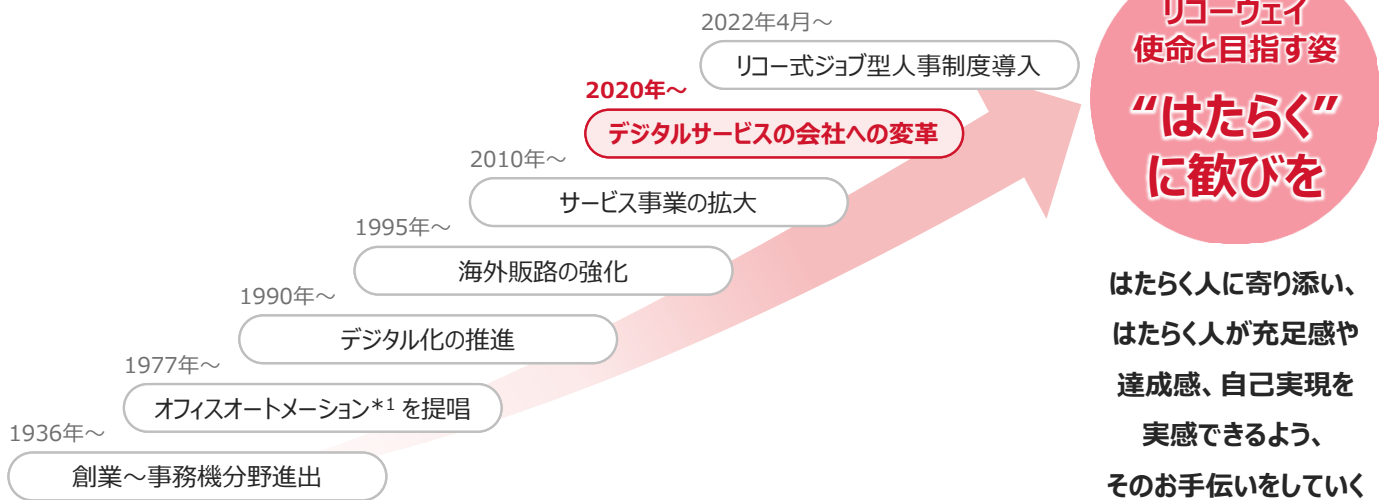 2022年4月～
リコー式ジョブ型人事制度導入
2020年～
デジタルサービスの会社への変革
2010年～
サービス事業の拡大
1995年～
海外販路の強化
1990年～
デジタル化の推進
1977年～
オフィスオートメーション*1 を提唱
1936年～
創業～事務機分野進出
リコーウェイ
使命と目指す姿
“はたらく”
に歓びを
はたらく人に寄り添い、
はたらく人が充足感や
達成感、自己実現を
実感できるよう、
そのお手伝いをしていく